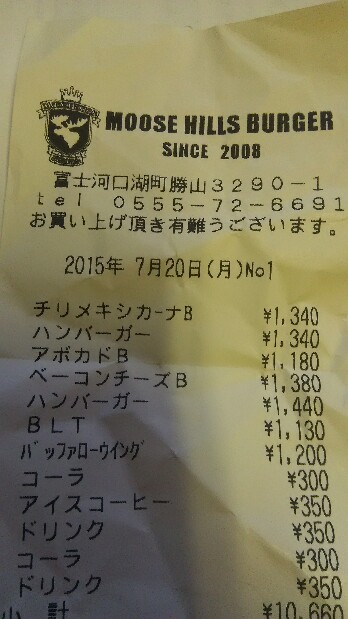 MOOSE HILLS BURGER
SINCE 2008
富士河口湖町勝山3290-1
tel 0555-72-6691
お買い上げ頂き有難うございます。
2015年 7月20日(月)No1
チリメキシカーナB ¥1,340
ハンバーガー ¥1,340
アボカドB ¥1,180
ベーコンチーズB ¥1,380
ハンバーガー ¥1,440
BLT ¥1,130
バッファローウイング ¥1,200
コーラ ¥300
アイスコーヒー ¥350
ドリンク ¥350
コーラ ¥300
ドリンク ¥350
小 計 ¥10,660